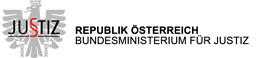 JUSTIZ
REPUBLIK ÖSTERREICH
BUNDESMINISTERIUM FÜR JUSTIZ